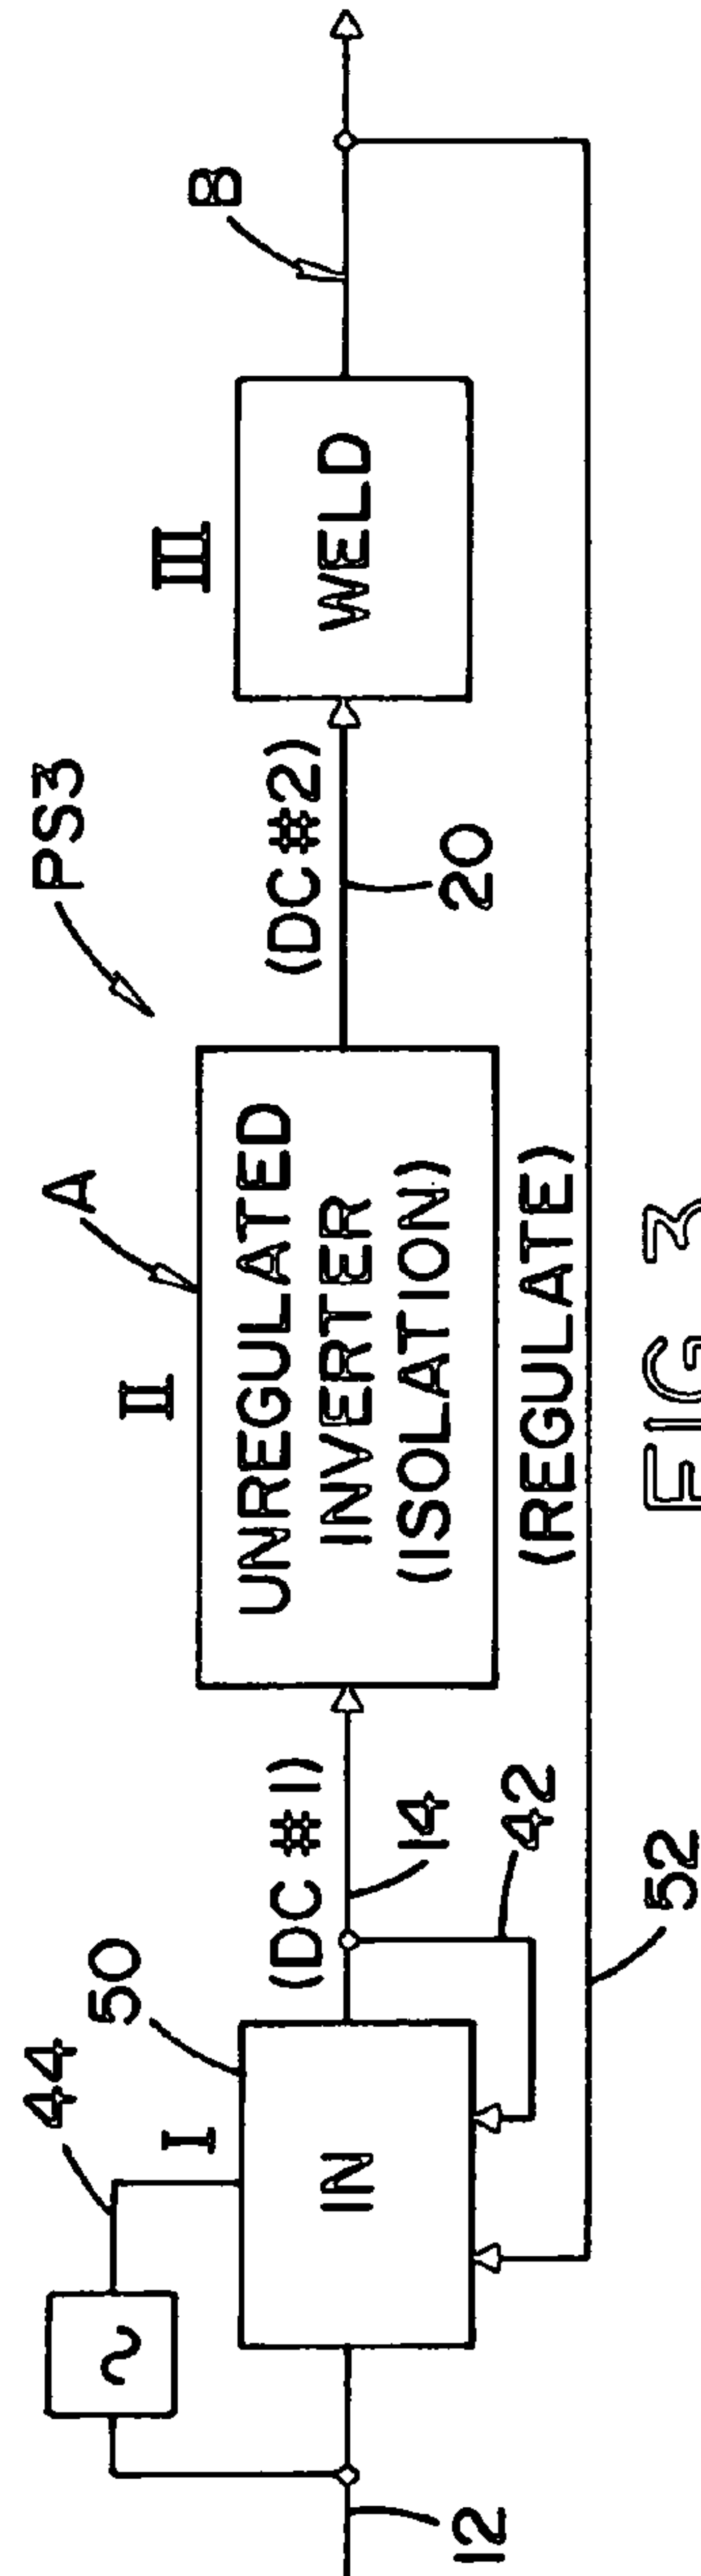 PS3
44
50
I
II
A
III
B
(DC #1)
(DC #2)
IN
UNREGULATED
INVERTER
(ISOLATION)
WELD
12
14
20
42
(REGULATE)
52
FIG 3